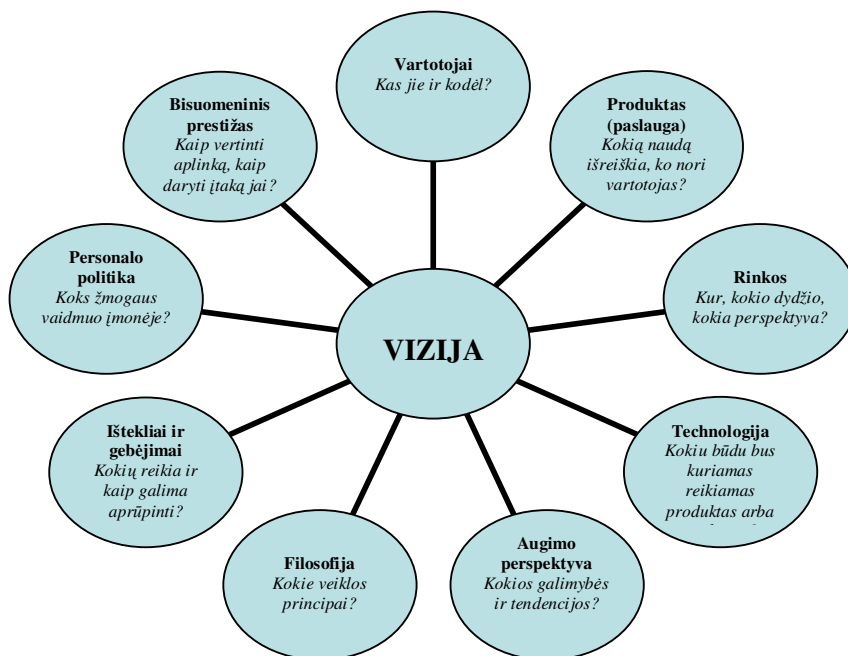 Vartotojai
Kas jie ir kodėl?
Produktas
(paslauga)
Kokią naudą
išreiškia, ko nori
vartotojas?
Rinkos
Kur, kokio dydžio,
kokia perspektyva?
Technologija
Kokiu būdu bus
kuriamas
reikiamas
produktas arba
Augimo
perspektyva
Kokios galimybės
ir tendencijos?
Filosofija
Kokie veiklos
principai?
Ištekliai ir
gebėjimai
Kokių reikia ir
kaip galima
aprūpinti?
Personalo
politika
Koks žmogaus
vaidmuo įmonėje?
Bisuomeninis
prestižas
Kaip vertinti
aplinką, kaip
daryti įtaką jai?
VIZIJA